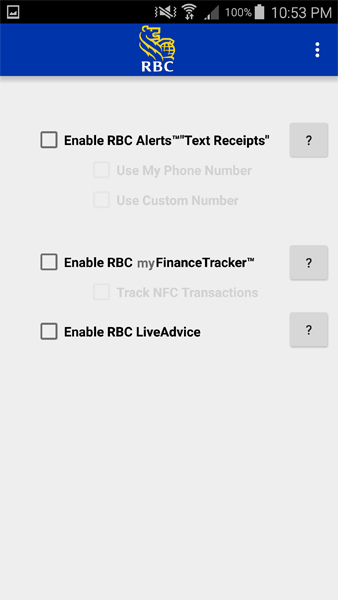 100% 10:53 PM
RBC
Enable RBC Alerts™"Text Receipts" ?
Use My Phone Number
Use Custom Number
Enable RBC myFinanceTracker™ ?
Track NFC Transactions
Enable RBC LiveAdvice ?